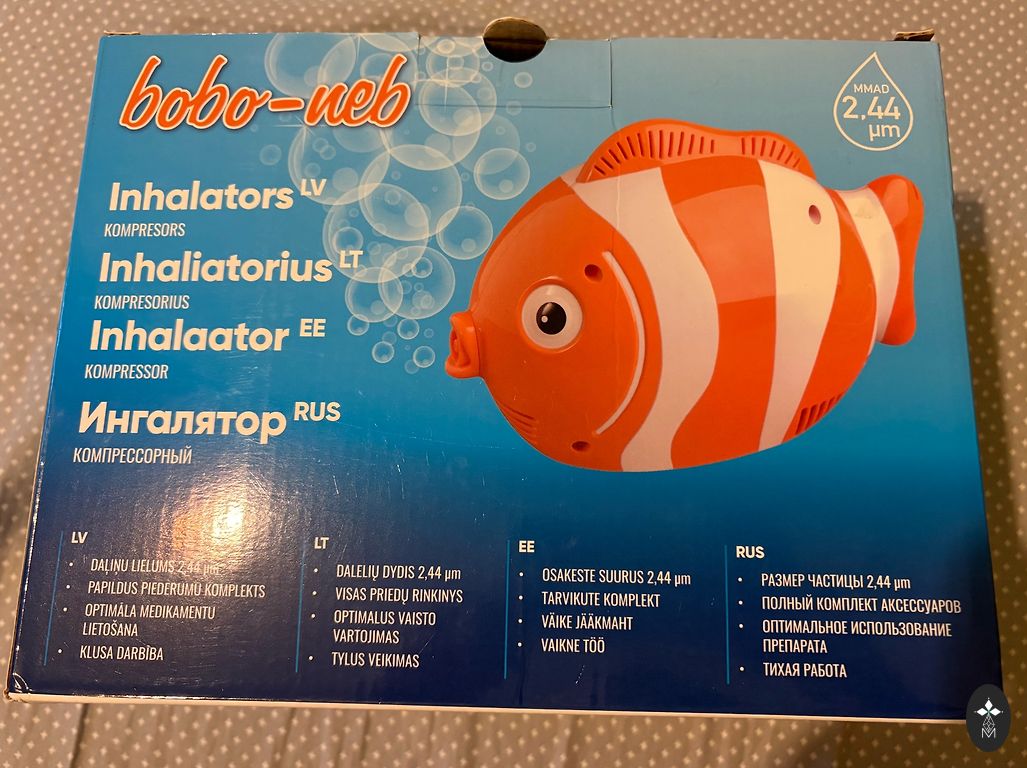 bobo-neb
MMAD
2,44
µm
Inhalators LV
KOMPRESORS
Inhaliatorius LT
KOMPRESORIUS
Inhalaator EE
KOMPRESSOR
Ингалятор RUS
КОМПРЕССОРНЫЙ
LV
• DAĻIŅU LIELUMS 2,44 µm
• PAPILDUS PIEDERUMU KOMPLEKTS
• OPTIMĀLA MEDIKAMENTU
LIETOŠANA
• KLUSA DARBĪBA
LT
• DALELIŲ DYDIS 2,44 µm
• VISAS PRIEDŲ RINKINYS
• OPTIMALUS VAISTO
VARTOJIMAS
• TYLUS VEIKIMAS
EE
• OSAKESTE SUURUS 2,44 µm
• TARVIKUTE KOMPLEKT
• VÄIKE JÄÄKMAHT
• VAIKNE TÖÖ
RUS
• РАЗМЕР ЧАСТИЦЫ 2,44 µm
• ПОЛНЫЙ КОМПЛЕКТ АКСЕССУАРОВ
• ОПТИМАЛЬНОЕ ИСПОЛЬЗОВАНИЕ
ПРЕПАРАТА
• ТИХАЯ РАБОТА
M